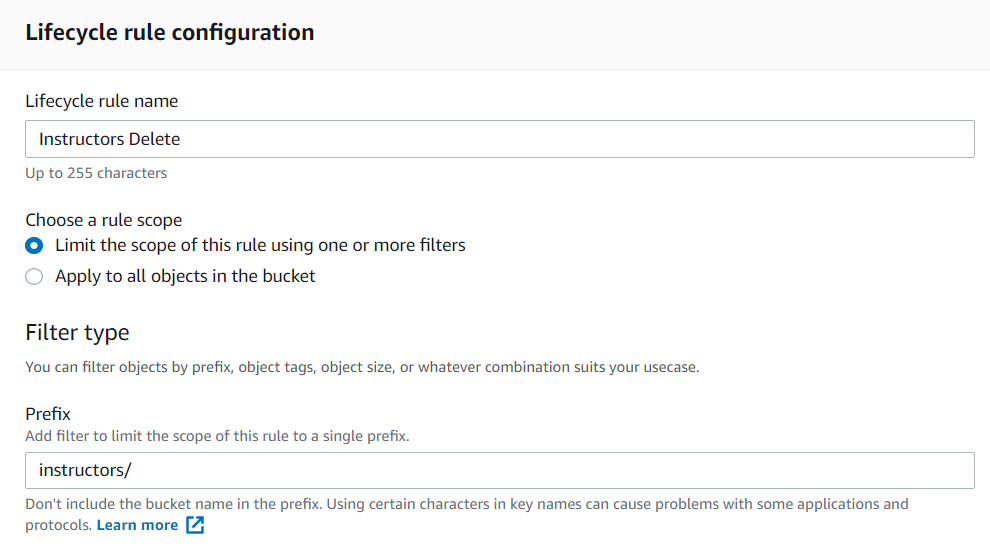 Lifecycle rule configuration
Lifecycle rule name
Instructors Delete
Up to 255 characters
Choose a rule scope
Limit the scope of this rule using one or more filters
Apply to all objects in the bucket
Filter type
You can filter objects by prefix, object tags, object size, or whatever combination suits your usecase.
Prefix
Add filter to limit the scope of this rule to a single prefix.
instructors/
Don't include the bucket name in the prefix. Using certain characters in key names can cause problems with some applications and
protocols. Learn more